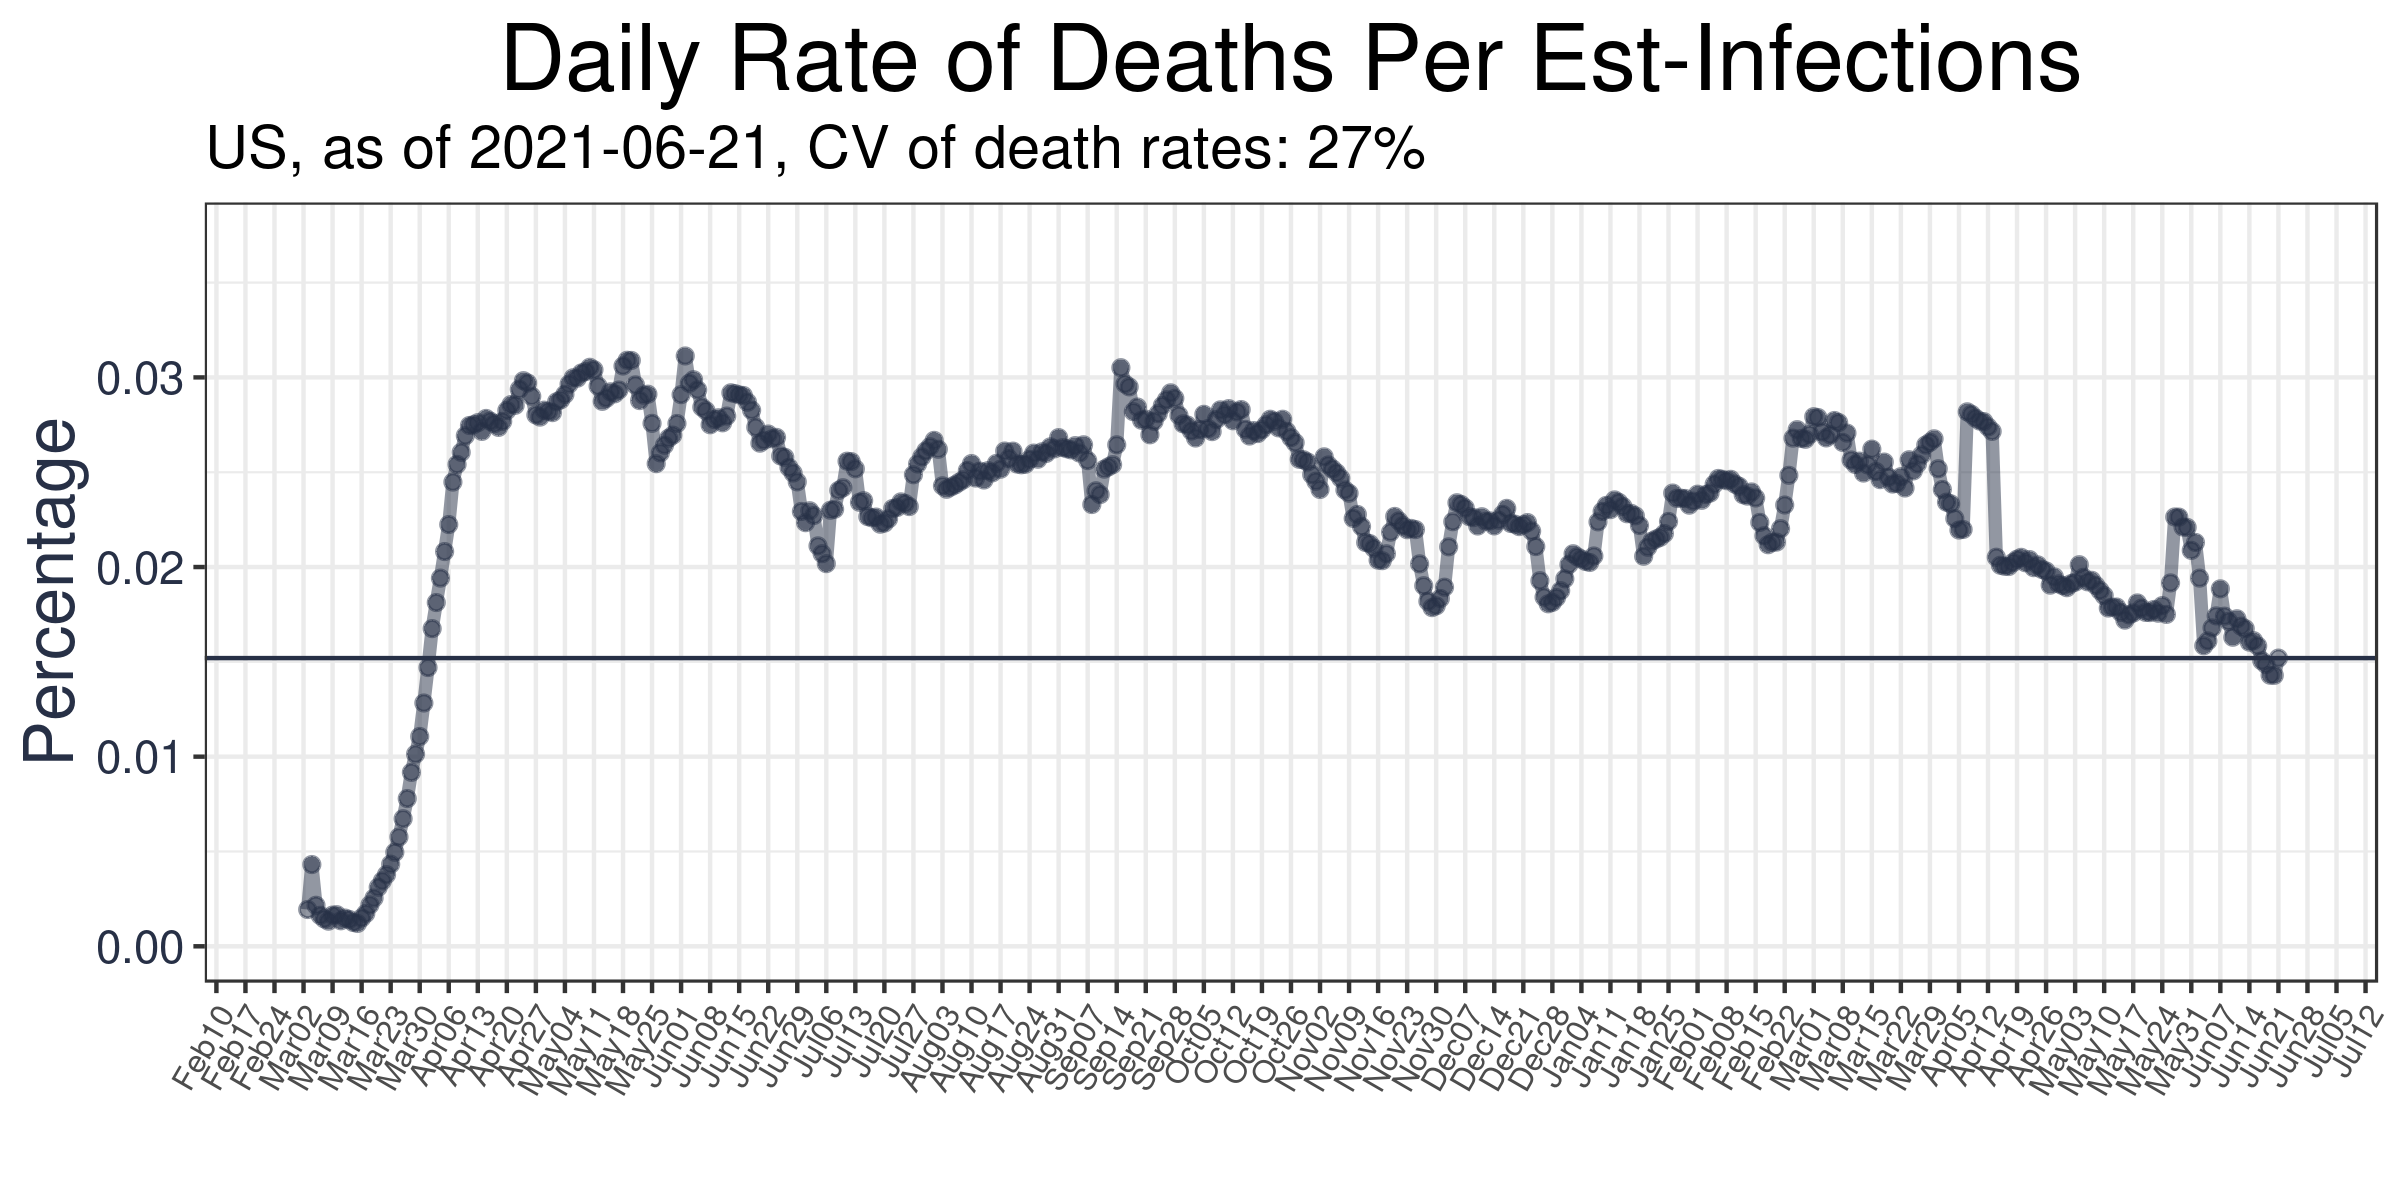 Daily Rate of Deaths Per Est-Infections
US, as of 2021-06-21, CV of death rates: 27%
Percentage
0.03
0.02
0.01
0.00
Feb10
Feb17
Feb24
Mar02
Mar09
Mar16
Mar23
Mar30
Apr06
Apr13
Apr20
Apr27
May04
May11
May18
May25
Jun01
Jun08
Jun15
Jun22
Jun29
Jul06
Jul13
Jul20
Jul27
Aug03
Aug10
Aug17
Aug24
Aug31
Sep07
Sep14
Sep21
Sep28
Oct05
Oct12
Oct19
Oct26
Nov02
Nov09
Nov16
Nov23
Nov30
Dec07
Dec14
Dec21
Dec28
Jan04
Jan11
Jan18
Jan25
Feb01
Feb08
Feb15
Feb22
Mar01
Mar08
Mar15
Mar22
Mar29
Apr05
Apr12
Apr19
Apr26
May03
May10
May17
May24
May31
Jun07
Jun14
Jun21
Jun28
Jul05
Jul12